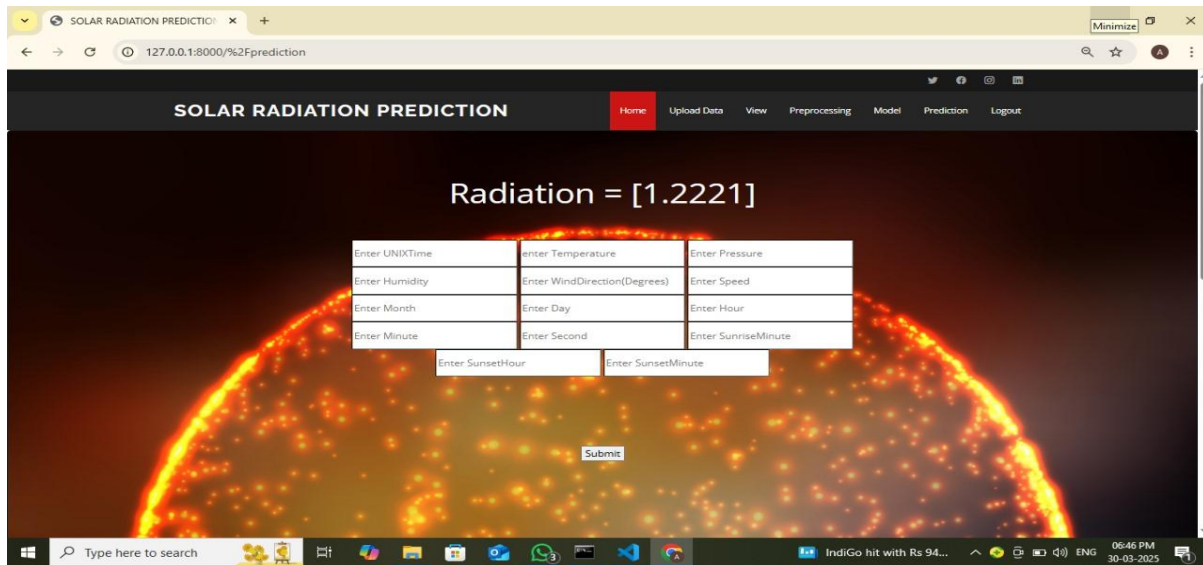 SOLAR RADIATION PREDICTION
Minimize
127.0.0.1:8000/%2Fprediction
A
SOLAR RADIATION PREDICTION Home Upload Data View Preprocessing Model Prediction Logout
Radiation = [1.2221]
Enter UNIXTime enter Temperature Enter Pressure
Enter Humidity Enter WindDirection(Degrees) Enter Speed
Enter Month Enter Day Enter Hour
Enter Minute Enter Second Enter SunriseMinute
Enter SunsetHour Enter SunsetMinute
Submit
Type here to search IndiGo hit with Rs 94... ENG 06:46 PM
30-03-2025